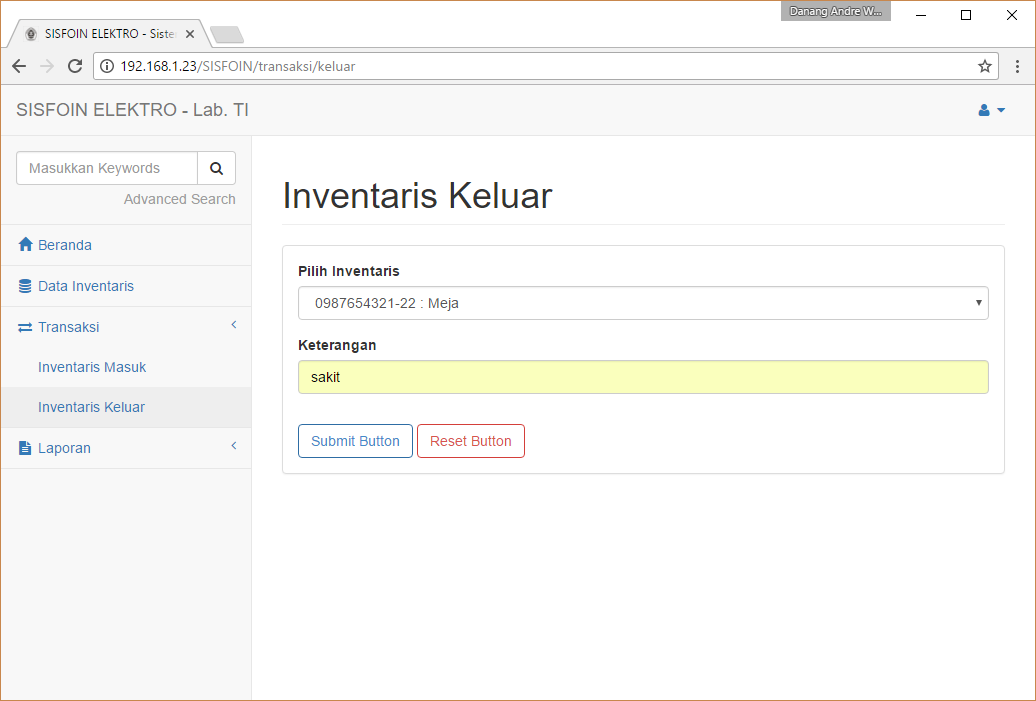 Danang Andre W...
SISFOIN ELEKTRO - Siste
192.168.1.23/SISFOIN/transaksi/keluar
SISFOIN ELEKTRO - Lab. TI
Masukkan Keywords
Advanced Search
Beranda
Data Inventaris
Transaksi
Inventaris Masuk
Inventaris Keluar
Laporan
Inventaris Keluar
Pilih Inventaris
0987654321-22 : Meja
Keterangan
sakit
Submit Button Reset Button